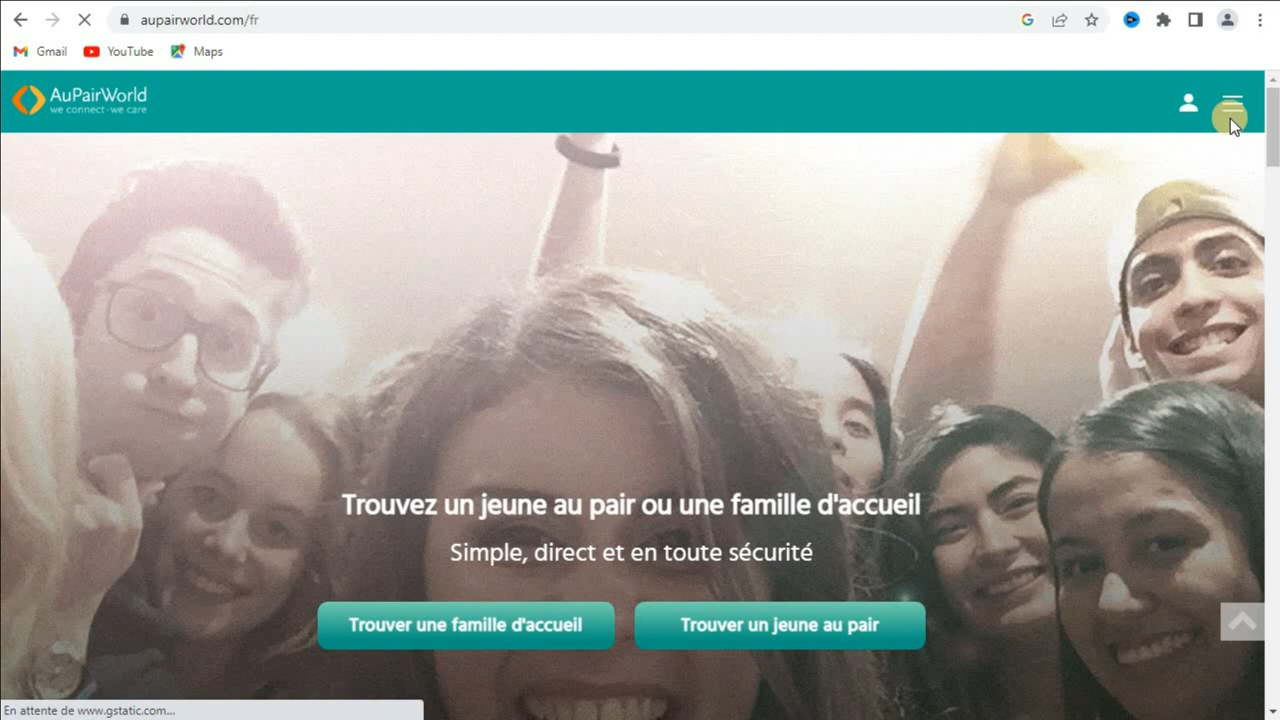 aupairworld.com/fr
Gmail YouTube Maps
AuPairWorld
we connect·we care
Trouvez un jeune au pair ou une famille d'accueil
Simple, direct et en toute sécurité
Trouver une famille d'accueil Trouver un jeune au pair
En attente de www.gstatic.com...